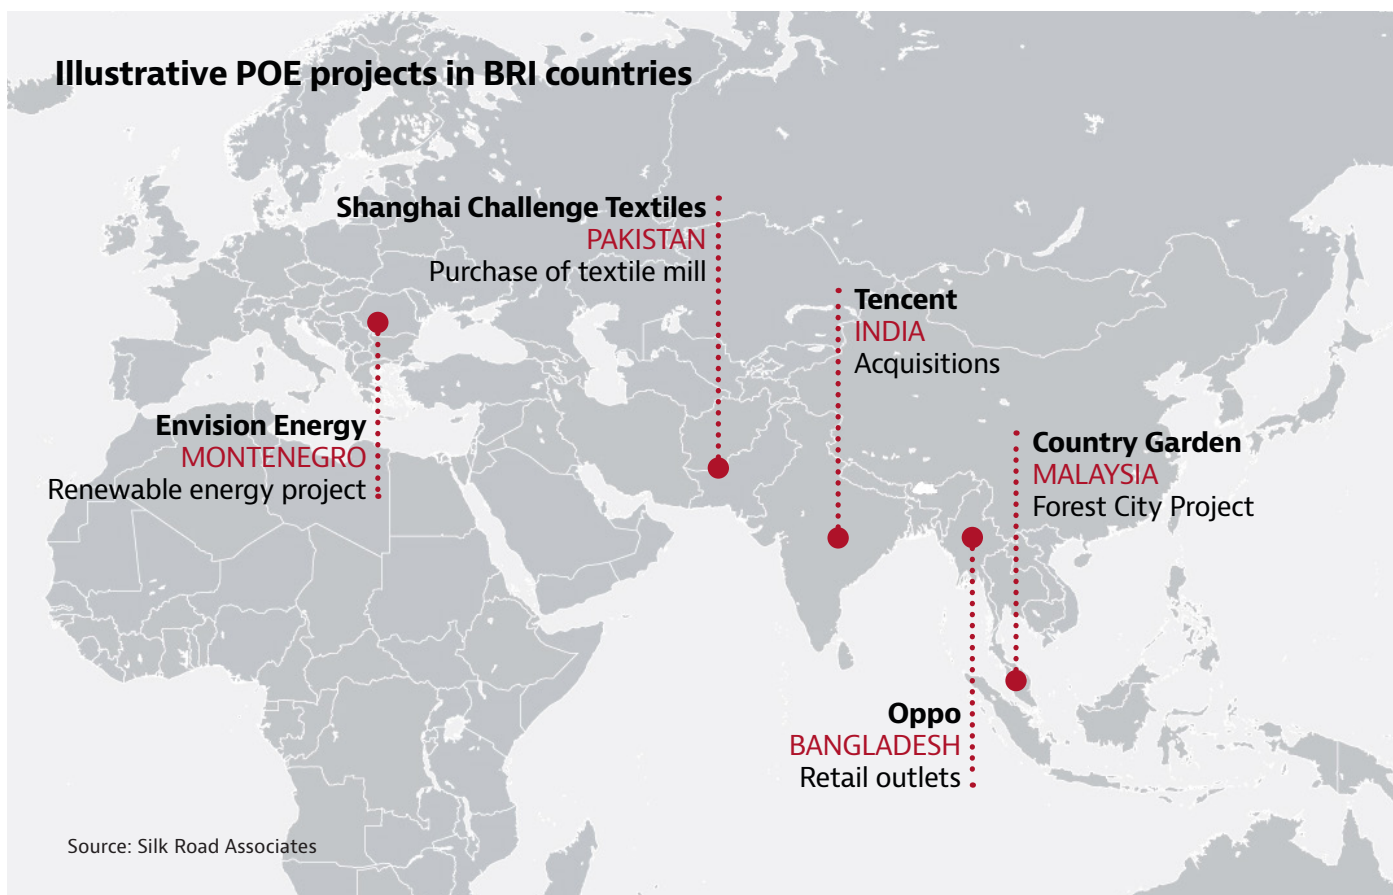 Illustrative POE projects in BRI countries
Shanghai Challenge Textiles
PAKISTAN
Purchase of textile mill
Tencent
INDIA
Acquisitions
Envision Energy
MONTENEGRO
Renewable energy project
Country Garden
MALAYSIA
Forest City Project
Oppo
BANGLADESH
Retail outlets
Source: Silk Road Associates